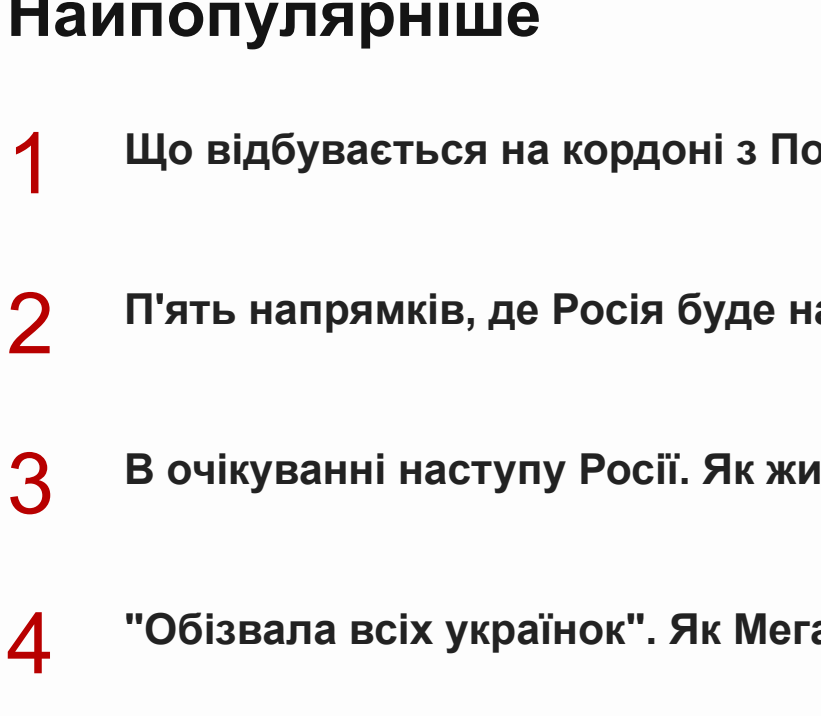 Найпопулярніше
1 Що відбувається на кордоні з По
2 П'ять напрямків, де Росія буде на
3 В очікуванні наступу Росії. Як жи
4 "Обізвала всіх українок". Як Мега